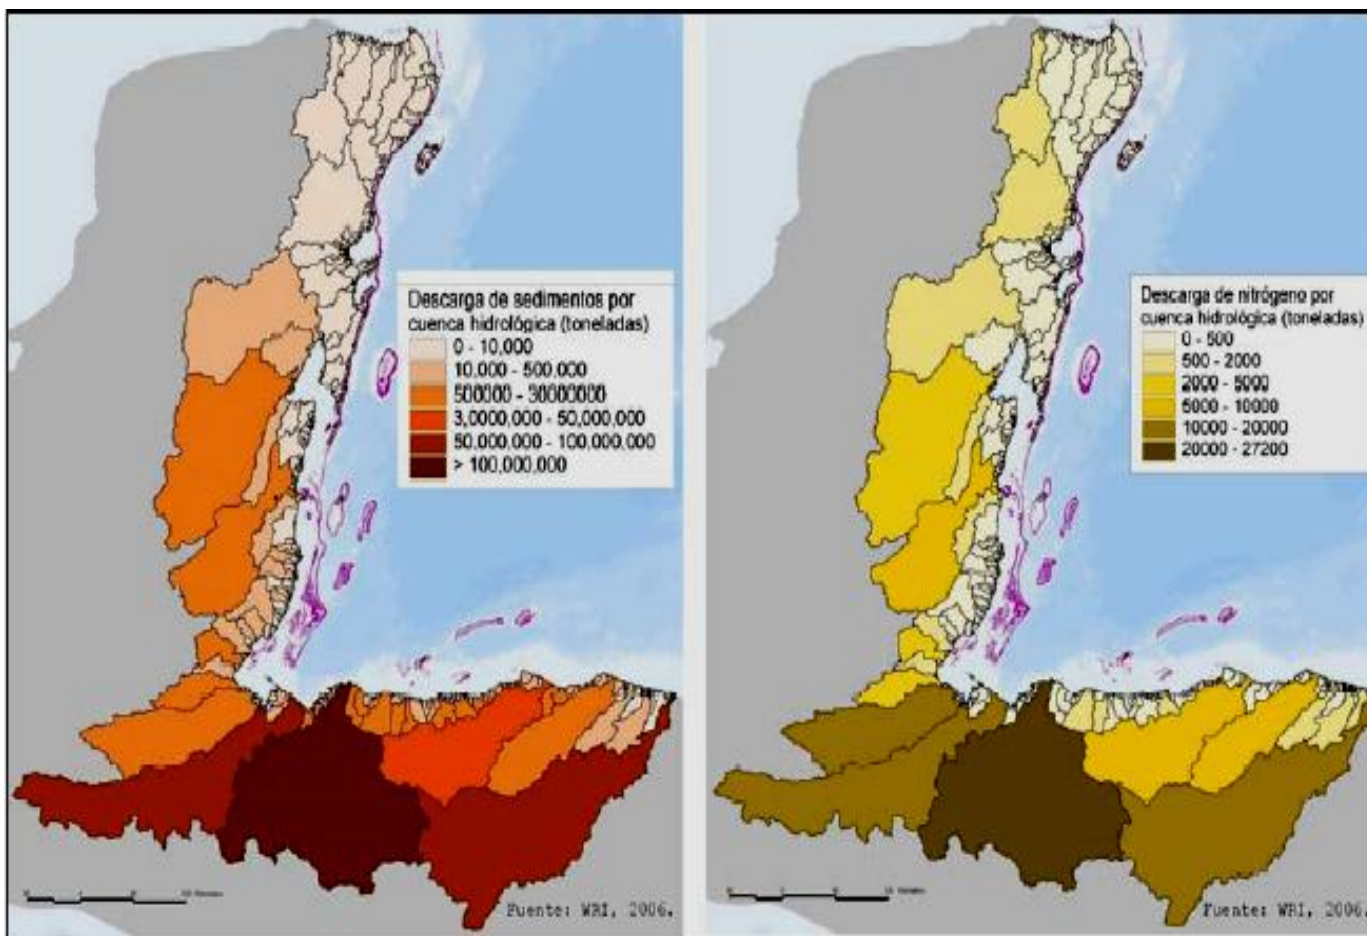 Descarga de sedimentos por
cuenca hidrológica (toneladas)
0 - 10,000
10,000 - 500,000
500000 - 30000000
3,0000,000 - 50,000,000
50,000,000 - 100,000,000
> 100,000,000
Fuente: WRI, 2006.
Descarga de nitrógeno por
cuenca hidrológica (toneladas)
0 - 500
500 - 2000
2000 - 5000
5000 - 10000
10000 - 20000
20000 - 27200
Fuente: WRI, 2006.